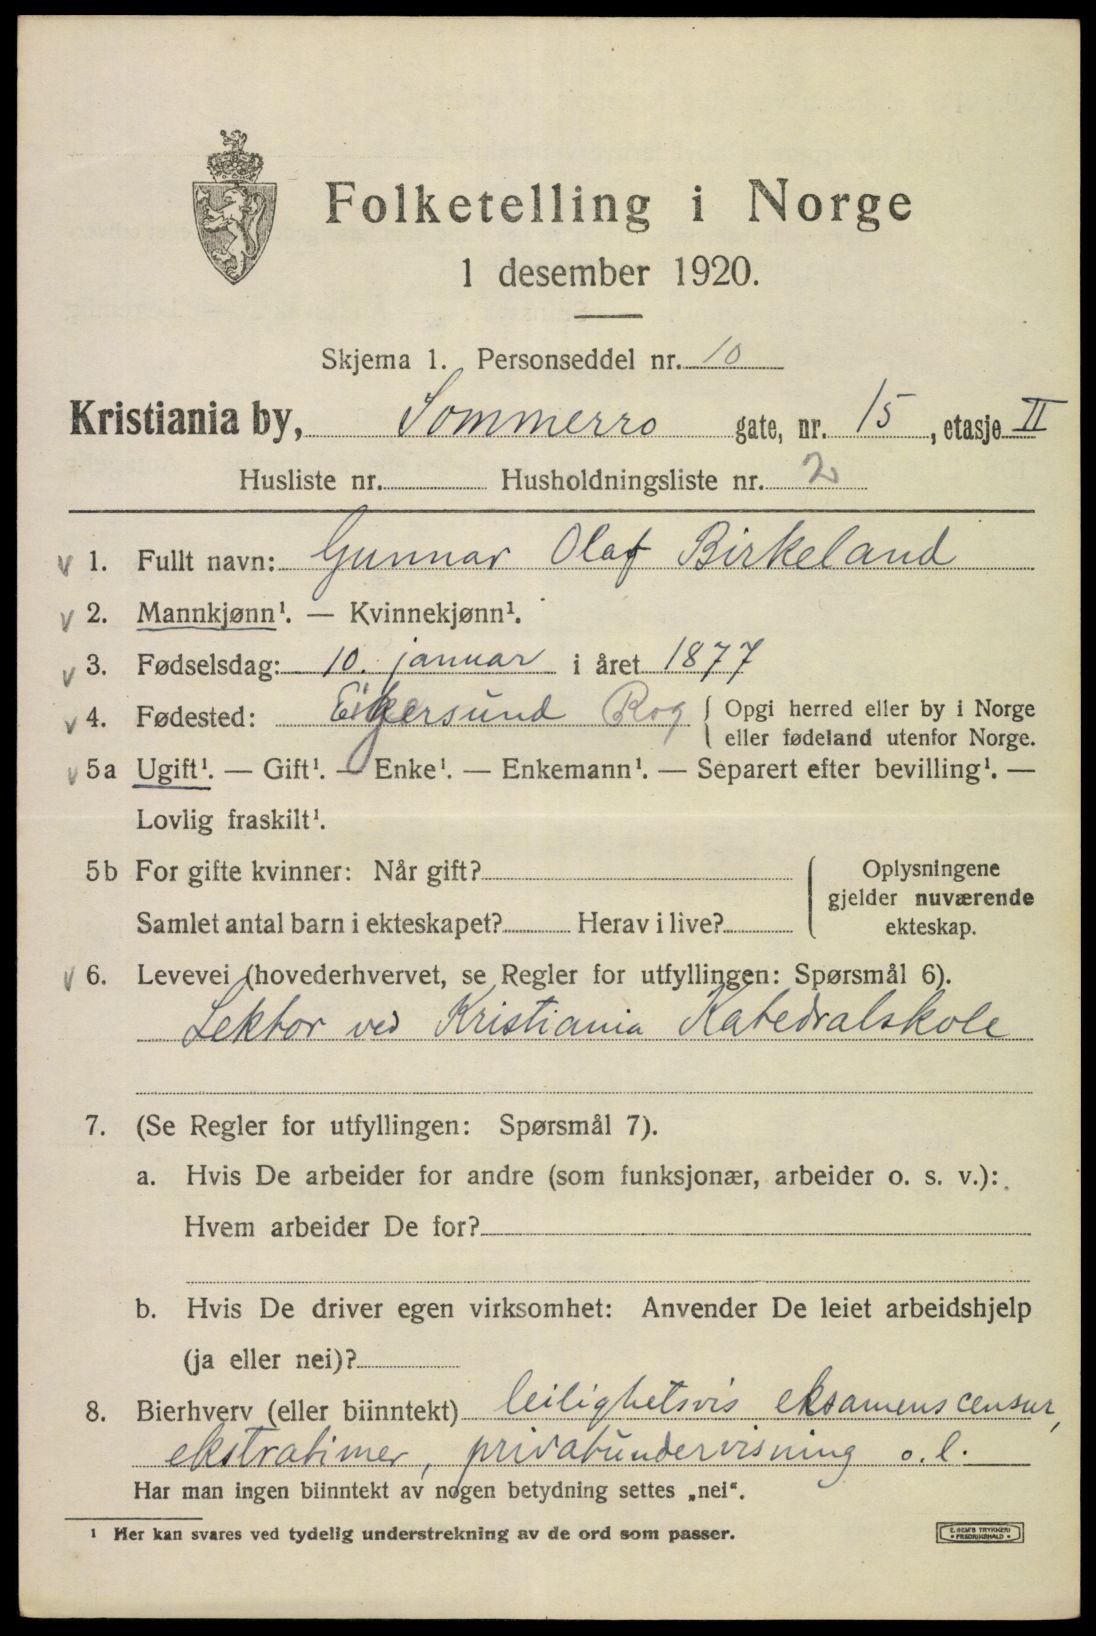 Folketelling i Norge
1 desember 1920.
Skjema 1. Personseddel nr. 10
Kristiania by, Sommerro gate, nr. 15, etasje II
Husliste nr. Husholdningsliste nr. 2
v 1. Fullt navn: Gunnar Olaf Birkeland
v 2. Mannkjønn¹. — Kvinnekjønn¹.
v 3. Fødselsdag: 10. januar i året 1877
v 4. Fødested: Eigersund Rog { Opgi herred eller by i Norge
eller fødeland utenfor Norge.
v 5a Ugift¹. — Gift¹. — Enke¹. — Enkemann¹. — Separert efter bevilling¹. —
Lovlig fraskilt¹.
5b For gifte kvinner: Når gift?
Samlet antal barn i ekteskapet? Herav i live?
Oplysningene
gjelder nuværende
ekteskap.
v 6. Levevei (hovederhvervet, se Regler for utfyllingen: Spørsmål 6).
Lektor ved Kristiania Katedralskole
7. (Se Regler for utfyllingen: Spørsmål 7).
a. Hvis De arbeider for andre (som funksjonær, arbeider o. s. v.):
Hvem arbeider De for?
b. Hvis De driver egen virksomhet: Anvender De leiet arbeidshjelp
(ja eller nei)?
8. Bierhverv (eller biinntekt) leilighetsvis eksamenscensur,
ekstratimer, privatundervisning o. l.
Har man ingen biinntekt av nogen betydning settes „nei“.
¹ Her kan svares ved tydelig understrekning av de ord som passer.
E. SEM'S TRYKKERI
• FREDRIKSHALD •